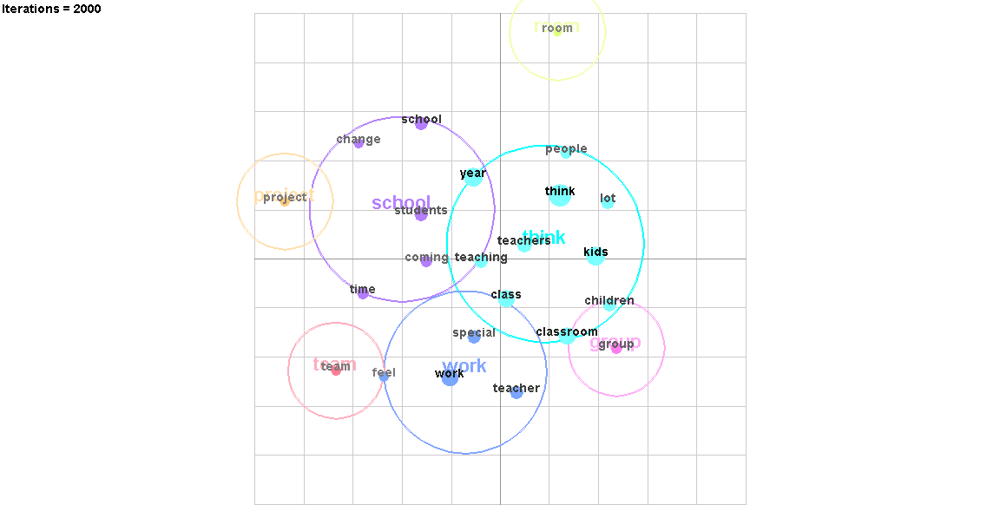 Iterations = 2000
room
room
school
change
people
year
think
project
project
lot
school
students
think
teachers
kids
coming
teaching
time
class
children
special
classroom
group
group
team
team
feel
work
work
teacher